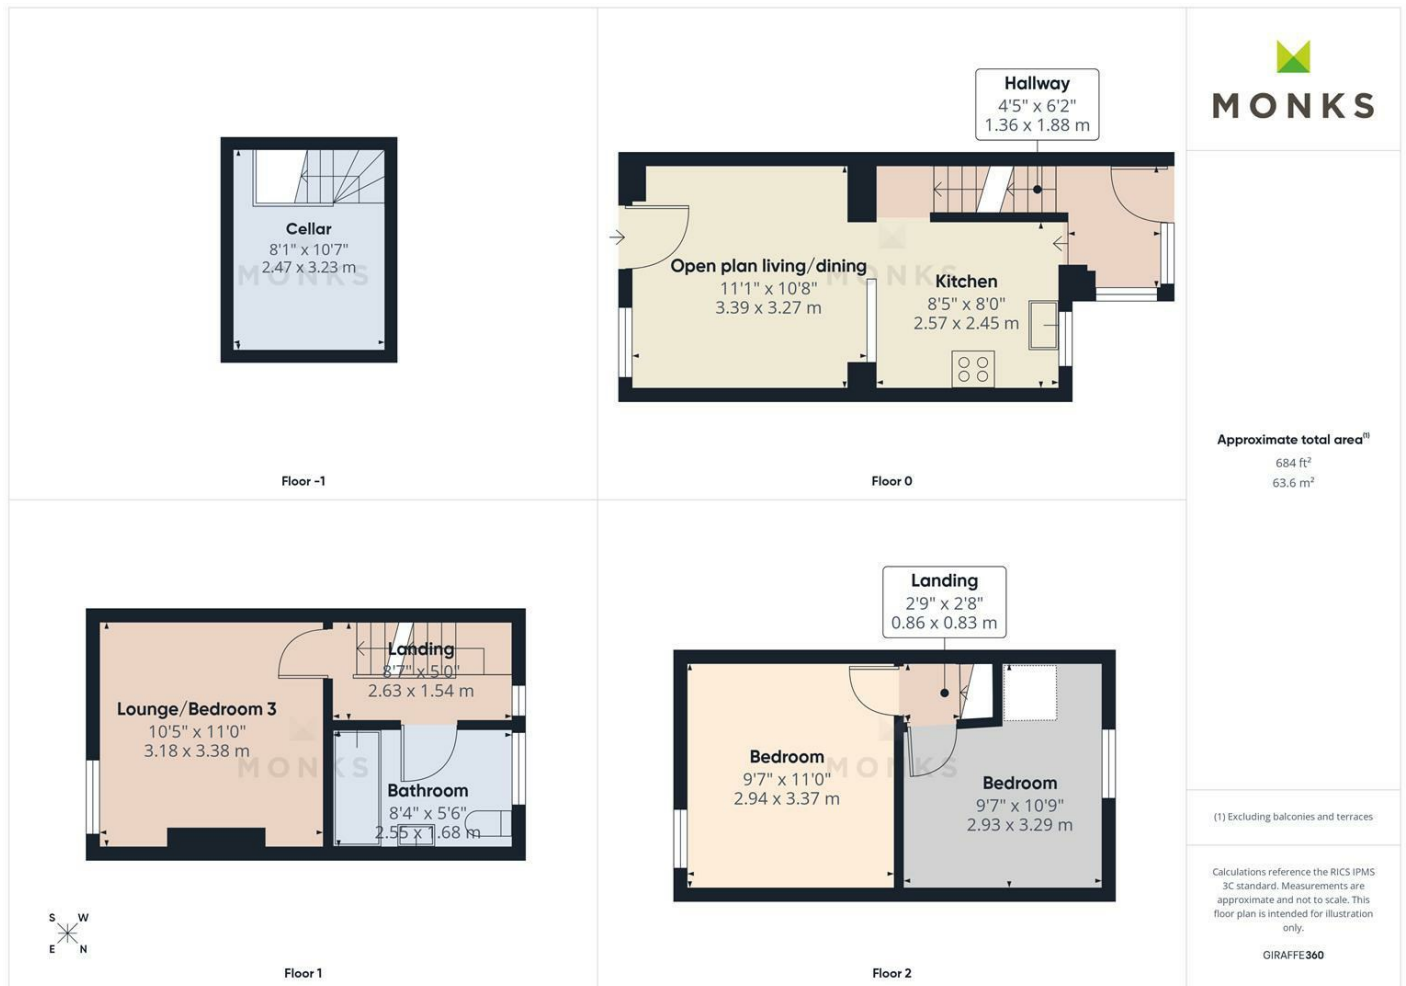 Cellar
8'1" x 10'7"
2.47 x 3.23 m
MONKS
Floor -1
Hallway
4'5" x 6'2"
1.36 x 1.88 m
Open plan living/dining
11'1" x 10'8"
3.39 x 3.27 m
Kitchen
8'5" x 8'0"
2.57 x 2.45 m
MONKS
Floor 0
Landing
8'7" x 5'0"
2.63 x 1.54 m
Lounge/Bedroom 3
10'5" x 11'0"
3.18 x 3.38 m
MONKS
Bathroom
8'4" x 5'6"
2.55 x 1.68 m
S W
E N
Floor 1
Landing
2'9" x 2'8"
0.86 x 0.83 m
Bedroom
9'7" x 11'0"
2.94 x 3.37 m
MONKS
Bedroom
9'7" x 10'9"
2.93 x 3.29 m
Floor 2
MONKS
Approximate total area(1)
684 ft²
63.6 m²
(1) Excluding balconies and terraces
Calculations reference the RICS IPMS
3C standard. Measurements are
approximate and not to scale. This
floor plan is intended for illustration
only.
GIRAFFE360